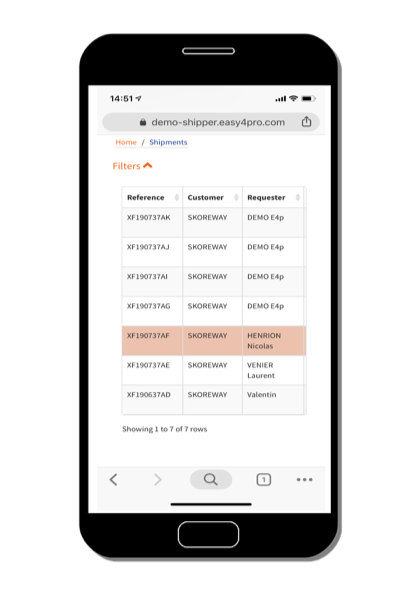 14:51
demo-shipper.easy4pro.com
Home / Shipments
Filters
Reference Customer Requester
XF190737AK SKOREWAY DEMO E4p
XF190737AJ SKOREWAY DEMO E4p
XF190737AI SKOREWAY DEMO E4p
XF190737AG SKOREWAY DEMO E4p
XF190737AF SKOREWAY HENRION
Nicolas
XF190737AE SKOREWAY VENIER
Laurent
XF190637AD SKOREWAY Valentin
Showing 1 to 7 of 7 rows
1